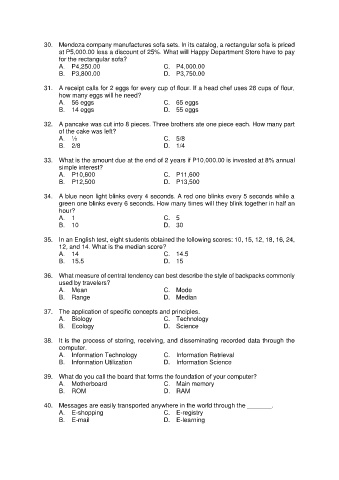 30. Mendoza company manufactures sofa sets. In its catalog, a rectangular sofa is priced
at P5,000.00 less a discount of 25%. What will Happy Department Store have to pay
for the rectangular sofa?
A. P4,250.00 C. P4,000.00
B. P3,800.00 D. P3,750.00
31. A receipt calls for 2 eggs for every cup of flour. If a head chef uses 28 cups of flour,
how many eggs will he need?
A. 56 eggs C. 65 eggs
B. 14 eggs D. 55 eggs
32. A pancake was cut into 8 pieces. Three brothers ate one piece each. How many part
of the cake was left?
A. ½ C. 5/8
B. 2/8 D. 1/4
33. What is the amount due at the end of 2 years if P10,000.00 is invested at 8% annual
simple interest?
A. P10,600 C. P11,600
B. P12,500 D. P13,500
34. A blue neon light blinks every 4 seconds. A red one blinks every 5 seconds while a
green one blinks every 6 seconds. How many times will they blink together in half an
hour?
A. 1 C. 5
B. 10 D. 30
35. In an English test, eight students obtained the following scores: 10, 15, 12, 18, 16, 24,
12, and 14. What is the median score?
A. 14 C. 14.5
B. 15.5 D. 15
36. What measure of central tendency can best describe the style of backpacks commonly
used by travelers?
A. Mean C. Mode
B. Range D. Median
37. The application of specific concepts and principles.
A. Biology C. Technology
B. Ecology D. Science
38. It is the process of storing, receiving, and disseminating recorded data through the
computer.
A. Information Technology C. Information Retrieval
B. Information Utilization D. Information Science
39. What do you call the board that forms the foundation of your computer?
A. Motherboard C. Main memory
B. ROM D. RAM
40. Messages are easily transported anywhere in the world through the _______.
A. E-shopping C. E-registry
B. E-mail D. E-learning